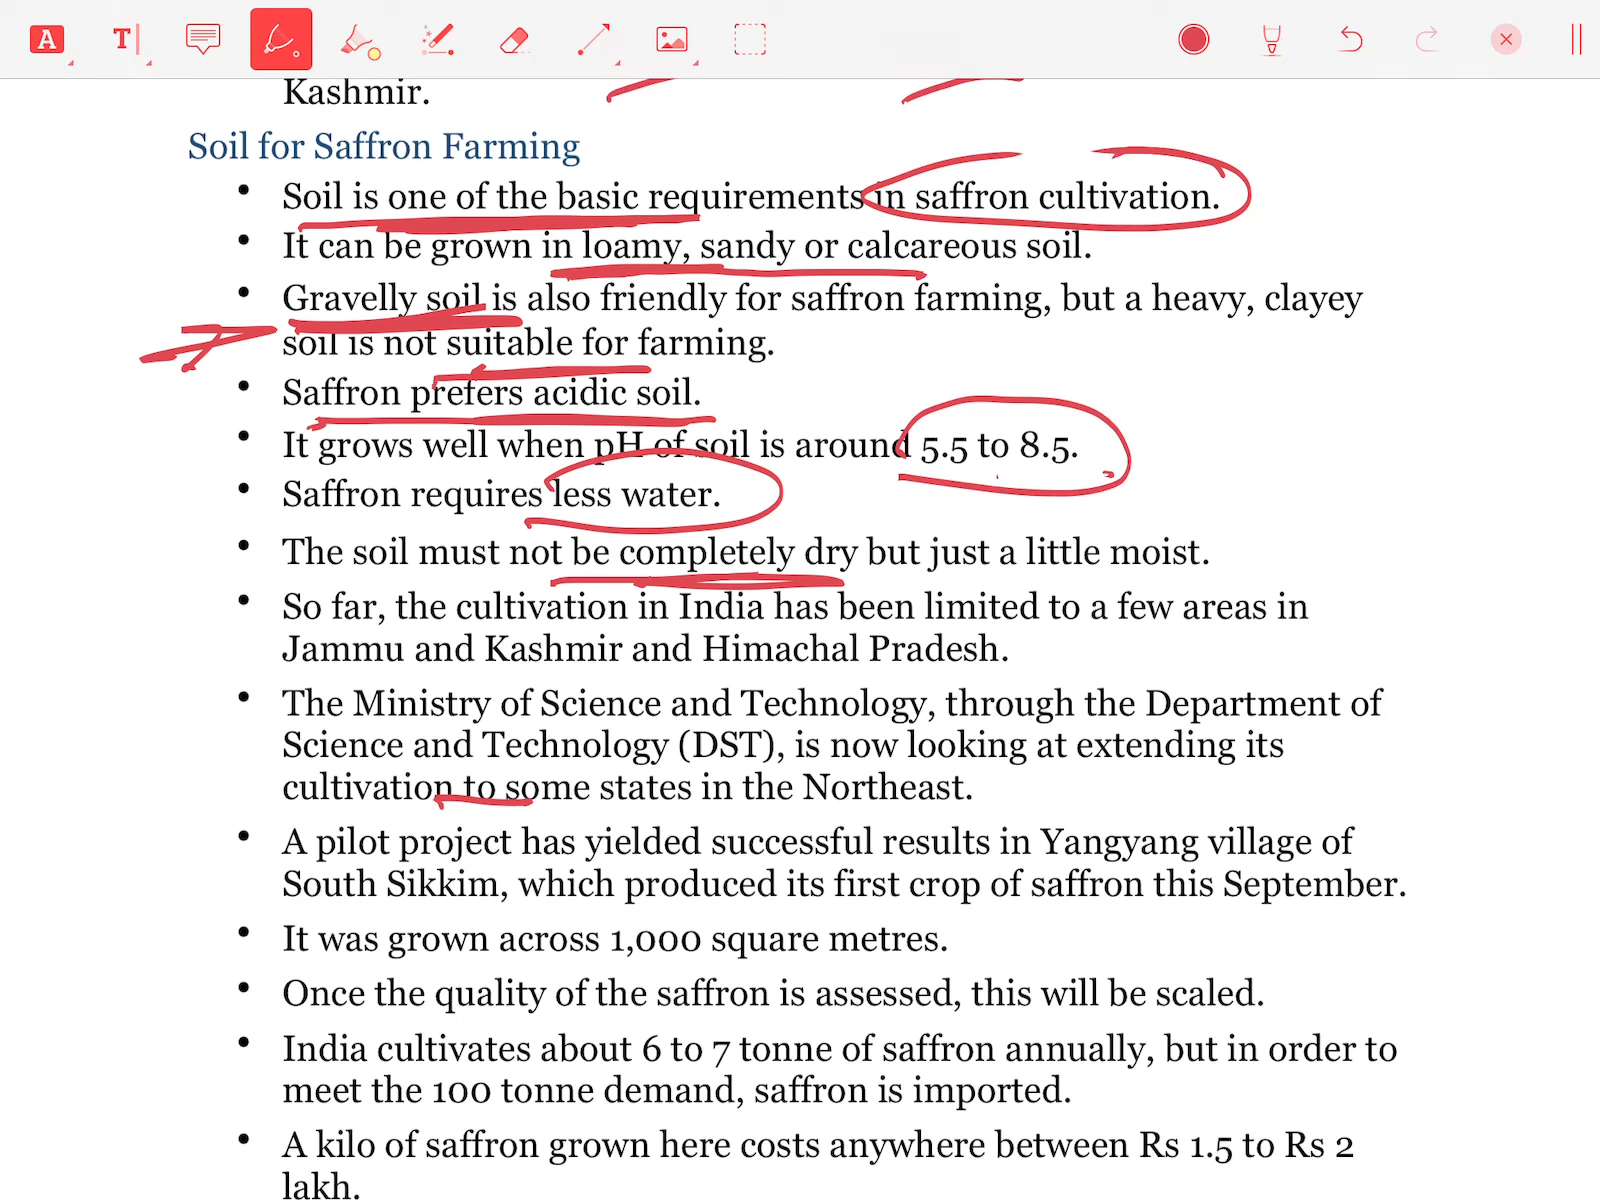 A
T
Kashmir.
Soil for Saffron Farming
• Soil is one of the basic requirements in saffron cultivation.
• It can be grown in loamy, sandy or calcareous soil.
• Gravelly soil is also friendly for saffron farming, but a heavy, clayey
soil is not suitable for farming.
• Saffron prefers acidic soil.
• It grows well when pH of soil is around 5.5 to 8.5.
• Saffron requires less water.
• The soil must not be completely dry but just a little moist.
• So far, the cultivation in India has been limited to a few areas in
Jammu and Kashmir and Himachal Pradesh.
• The Ministry of Science and Technology, through the Department of
Science and Technology (DST), is now looking at extending its
cultivation to some states in the Northeast.
• A pilot project has yielded successful results in Yangyang village of
South Sikkim, which produced its first crop of saffron this September.
• It was grown across 1,000 square metres.
• Once the quality of the saffron is assessed, this will be scaled.
• India cultivates about 6 to 7 tonne of saffron annually, but in order to
meet the 100 tonne demand, saffron is imported.
• A kilo of saffron grown here costs anywhere between Rs 1.5 to Rs 2
lakh.